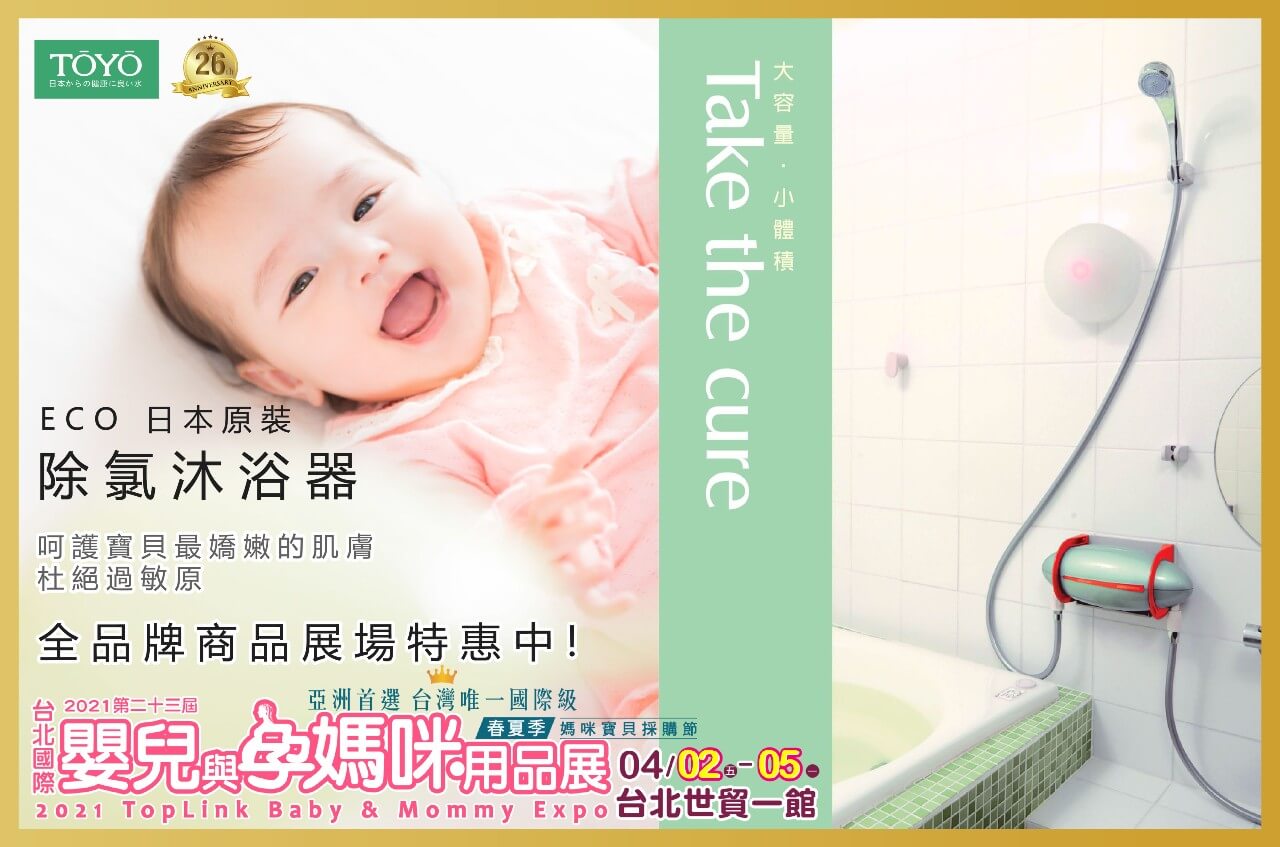 TŌYŌ
日本からの健康に良い水
26th
ANNIVERSARY
大容量·小體積
Take the cure
ECO 日本原裝
除氯沐浴器
呵護寶貝最嬌嫩的肌膚
杜絕過敏原
全品牌商品展場特惠中!
亞洲首選 台灣唯一國際級
台北國際
2021第二十三屆
春夏季 媽咪寶貝採購節
嬰兒與孕媽咪用品展
04/02五-05一
2021 TopLink Baby & Mommy Expo
台北世貿一館